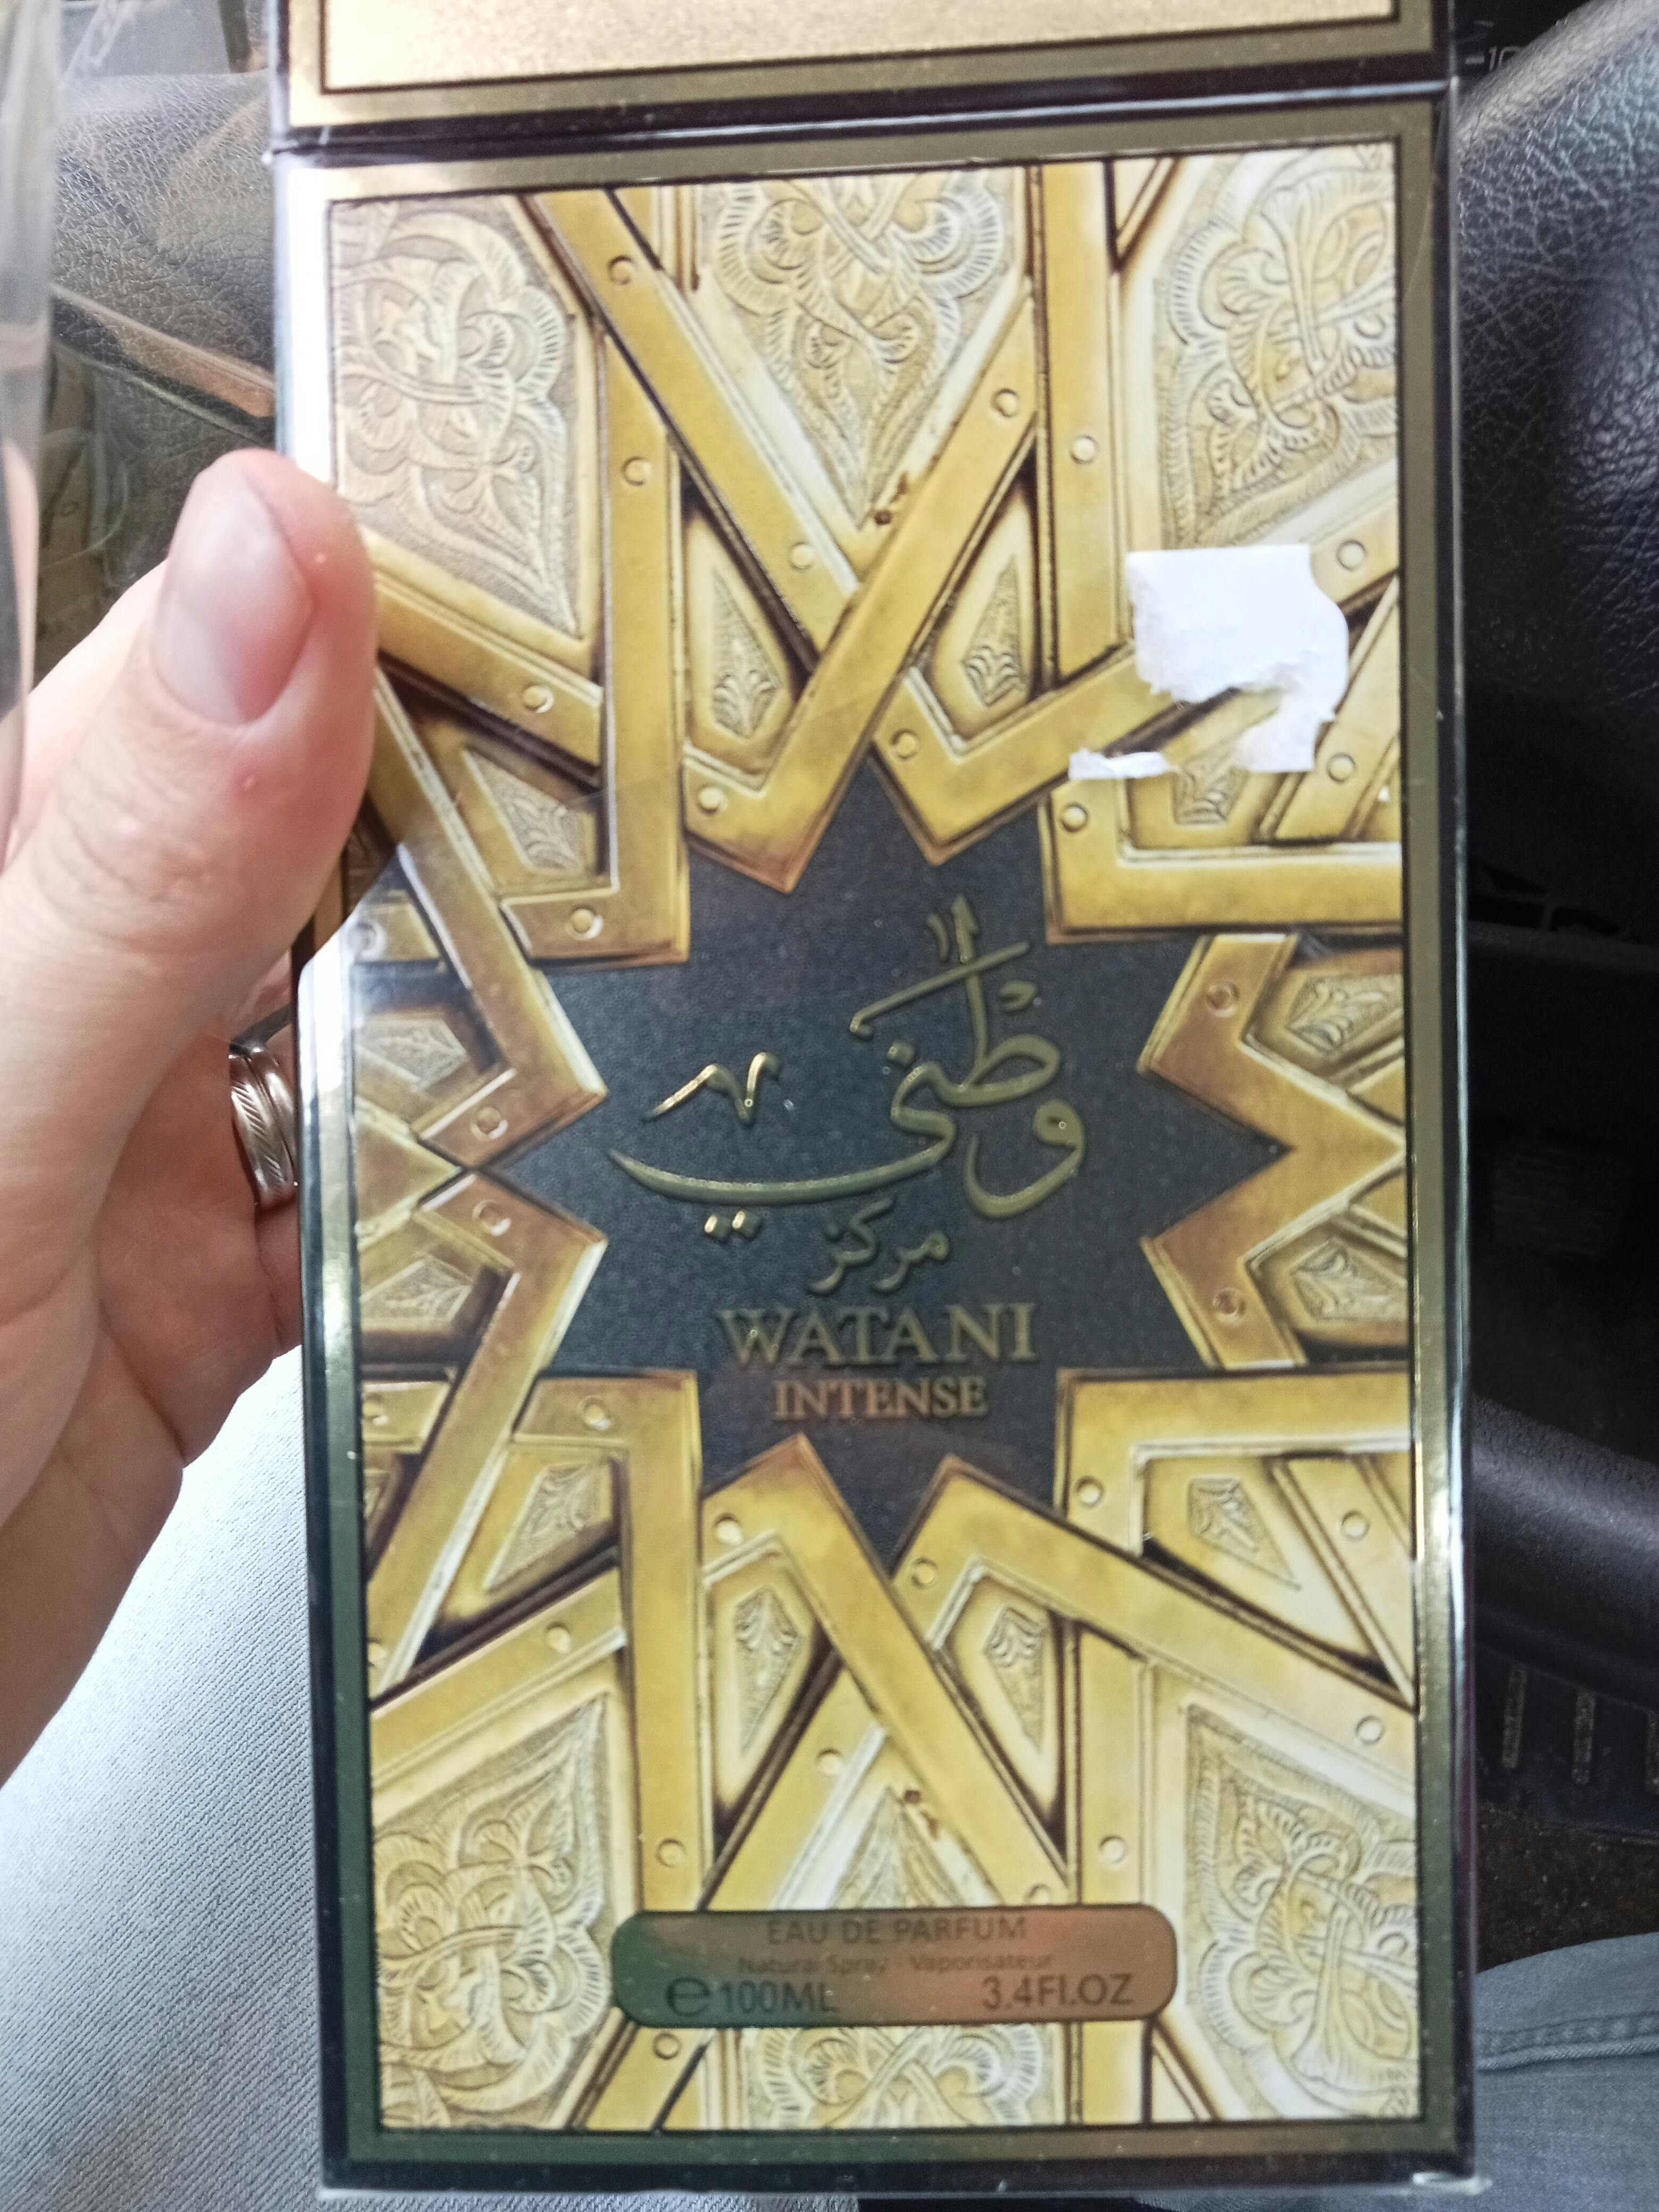 وطني
مركز
WATANI
INTENSE
EAU DE PARFUM
Natural Spray - Vaporisateur
℮100ML 3.4FL.OZ